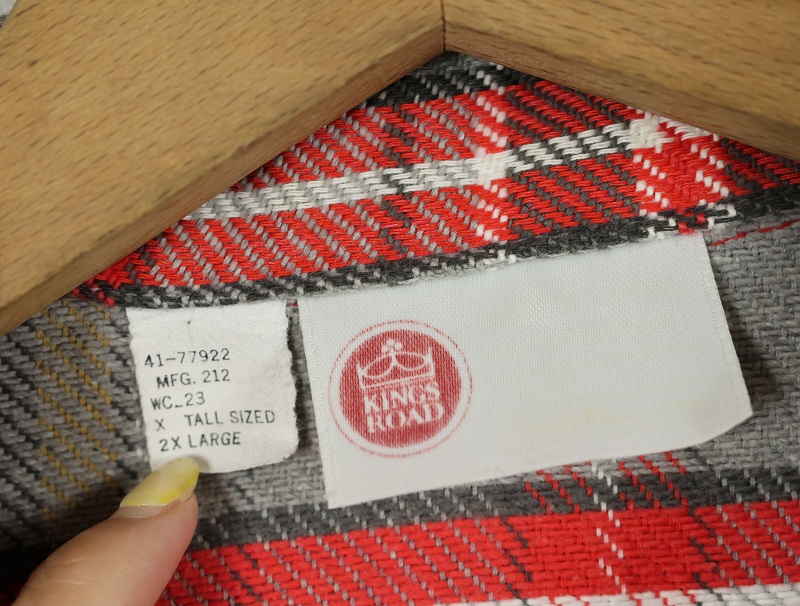 41-77922
MFG. 212
WC_23
X TALL SIZED
2X LARGE
KINGS
ROAD